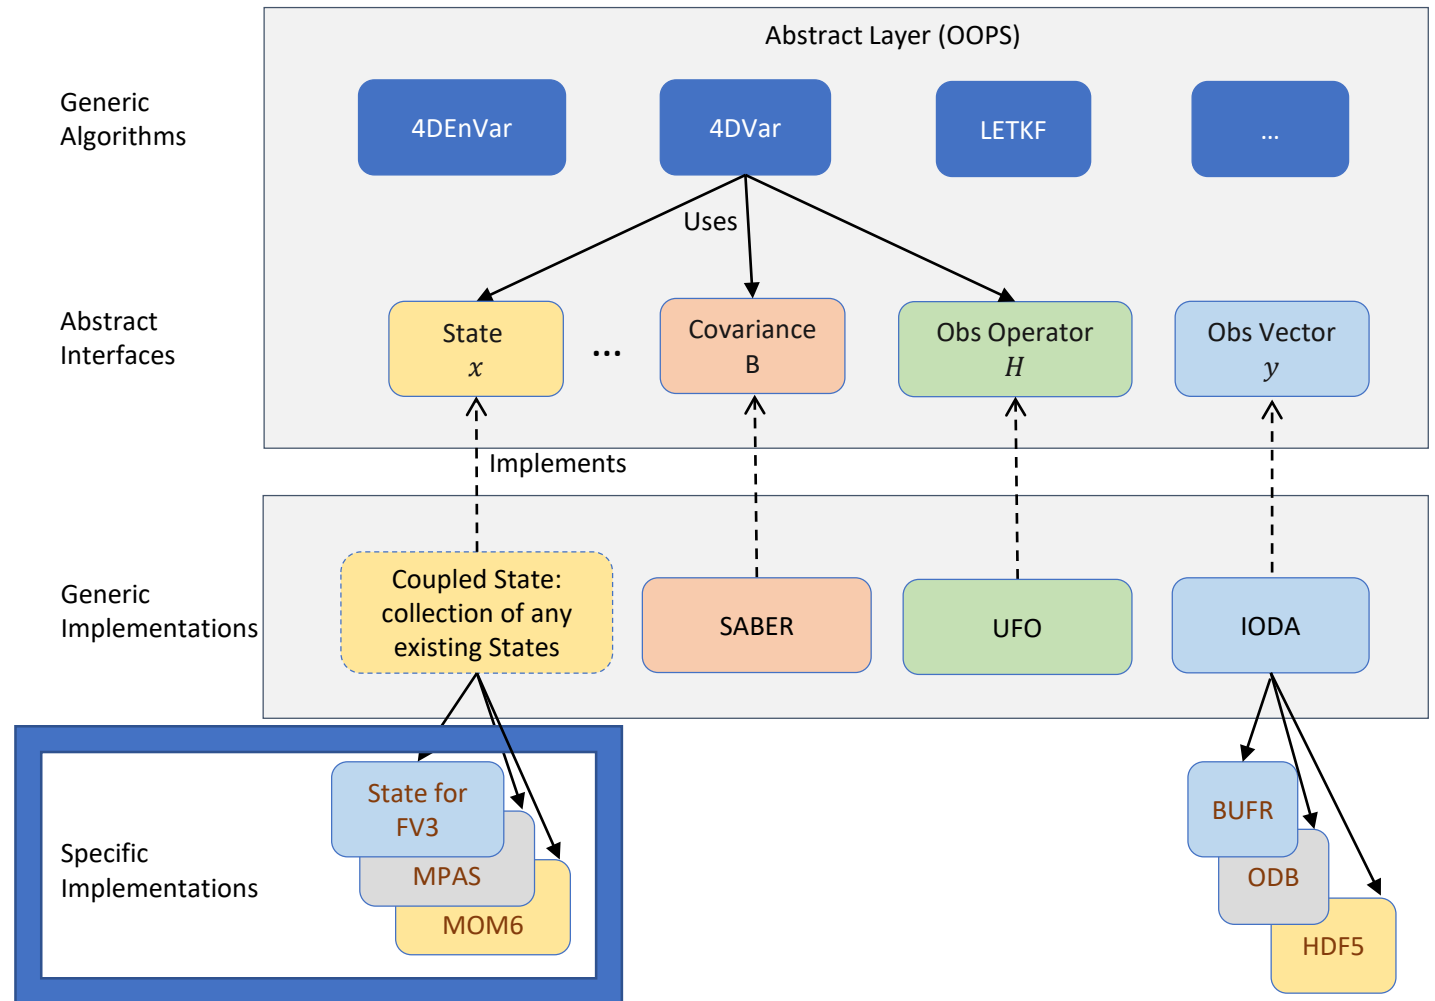 Abstract Layer (OOPS)
Generic
Algorithms
4DEnVar
4DVar
LETKF
...
Uses
Abstract
Interfaces
State
x
...
Covariance
B
Obs Operator
H
Obs Vector
y
Implements
Generic
Implementations
Coupled State:
collection of any
existing States
SABER
UFO
IODA
Specific
Implementations
State for
FV3
MPAS
MOM6
BUFR
ODB
HDF5